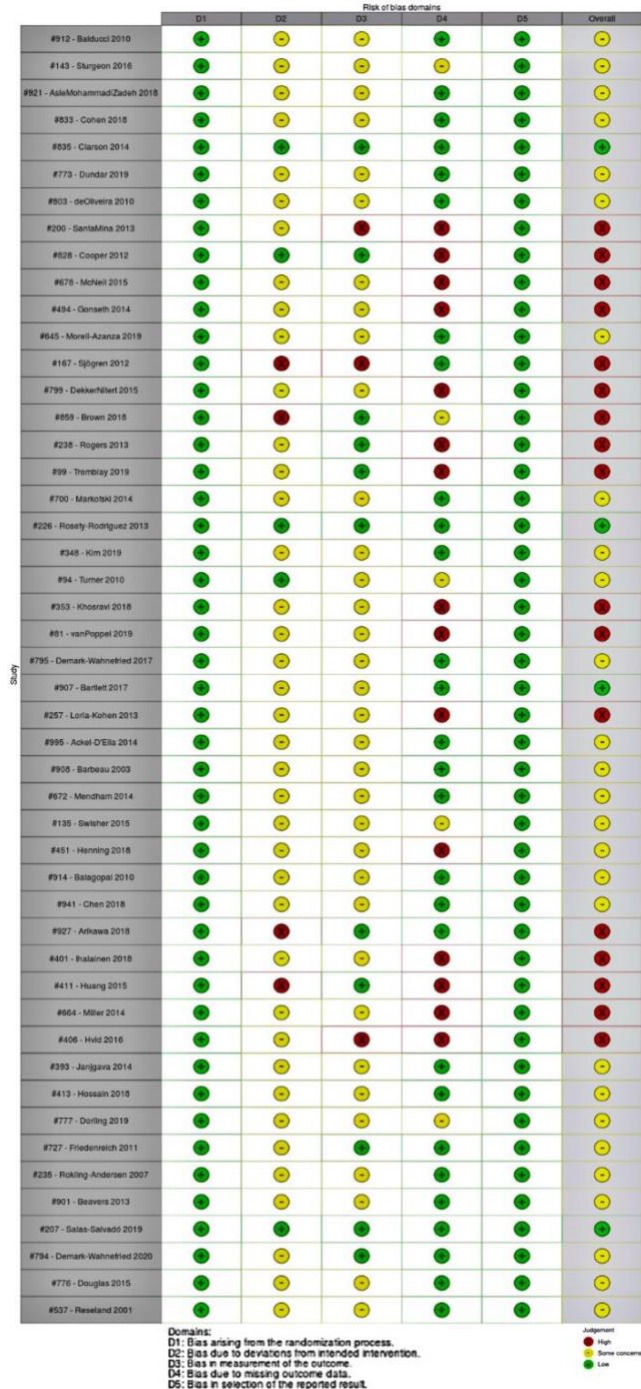 Risk of bias domains
D1 D2 D3 D4 D5 Overall
#912 - Balducci 2010
#143 - Sturgeon 2016
#921 - AsleMohammadiZadeh 2018
#833 - Cohen 2018
#835 - Clarson 2014
#773 - Dundar 2019
#803 - deOliveira 2010
#200 - SantaMina 2013
#828 - Cooper 2012
#678 - McNeil 2015
#494 - Gonseth 2014
#645 - Morell-Azanza 2019
#167 - Sjögren 2012
#799 - DekkerNitert 2015
#859 - Brown 2018
#238 - Rogers 2013
#99 - Tremblay 2019
#700 - Markofski 2014
#226 - Rosety-Rodriguez 2013
#348 - Kim 2019
#94 - Turner 2010
#353 - Khosravi 2018
#81 - vanPoppel 2019
#795 - Demark-Wahnefried 2017
Study
#907 - Bartlett 2017
#257 - Loria-Kohen 2013
#995 - Ackel-D'Elia 2014
#908 - Barbeau 2003
#672 - Mendham 2014
#135 - Swisher 2015
#451 - Henning 2018
#914 - Balagopal 2010
#941 - Chen 2018
#927 - Arikawa 2018
#401 - Ihalainen 2018
#411 - Huang 2015
#664 - Miller 2014
#406 - Hvid 2016
#393 - Janjgava 2014
#413 - Hossain 2018
#777 - Dorling 2019
#727 - Friedenreich 2011
#235 - Rokling-Andersen 2007
#901 - Beavers 2013
#207 - Salas-Salvadó 2019
#794 - Demark-Wahnefried 2020
#776 - Douglas 2015
#537 - Reseland 2001
Domains:
D1: Bias arising from the randomization process.
D2: Bias due to deviations from intended intervention.
D3: Bias in measurement of the outcome.
D4: Bias due to missing outcome data.
D5: Bias in selection of the reported result.
Judgement
High
Some concerns
Low